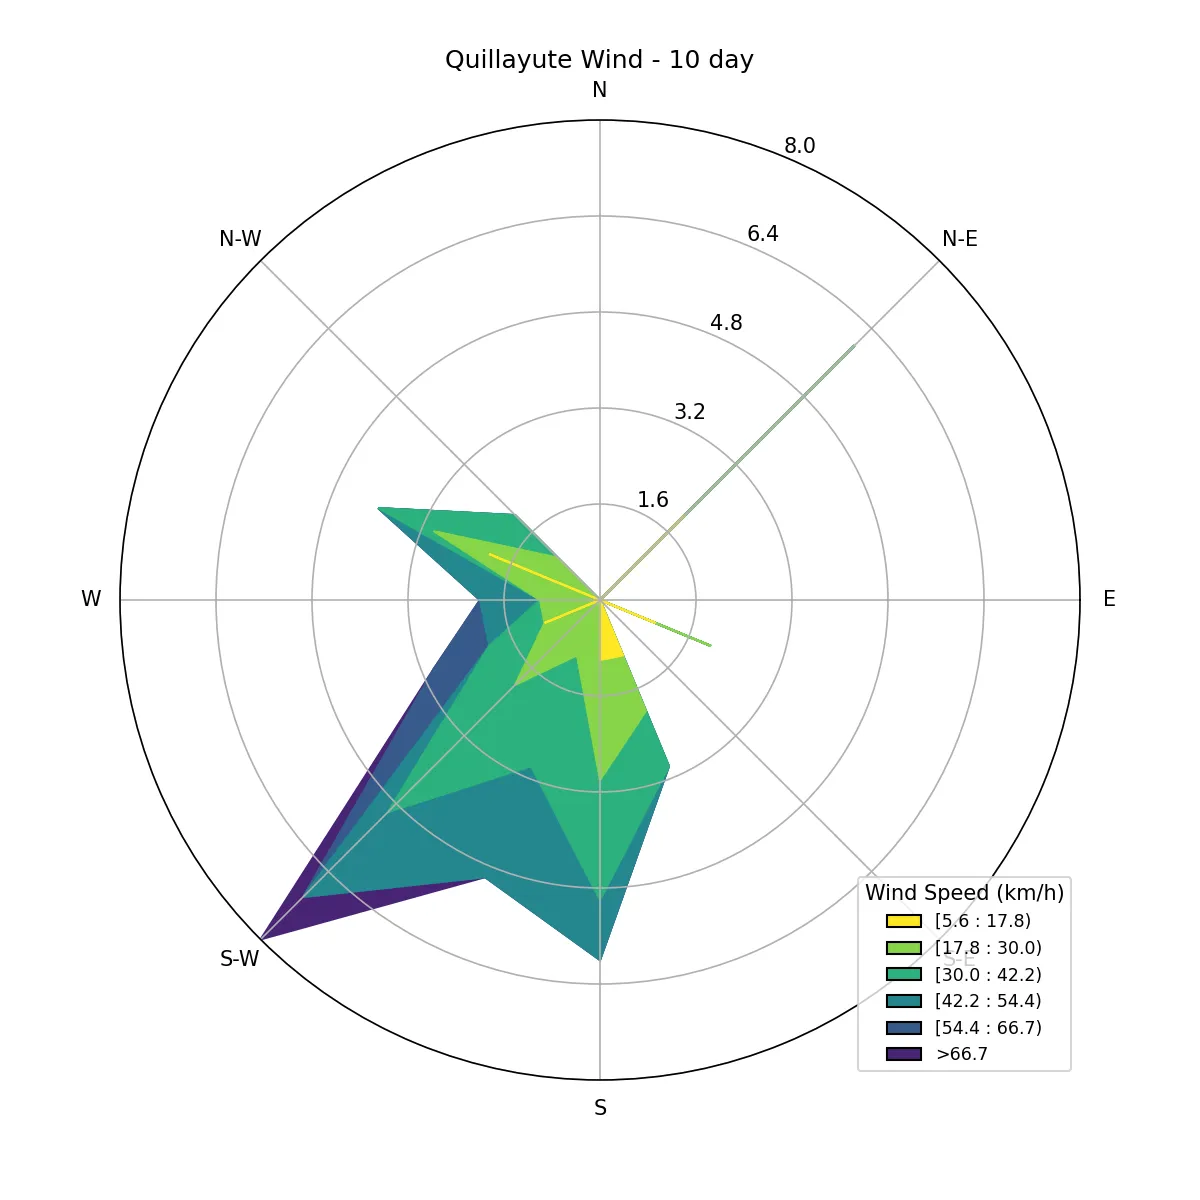 Quillayute Wind - 10 day
N
8.0
N-W
6.4
N-E
4.8
3.2
1.6
W
E
S-W
S-E
S
Wind Speed (km/h)
[5.6 : 17.8)
[17.8 : 30.0)
[30.0 : 42.2)
[42.2 : 54.4)
[54.4 : 66.7)
>66.7